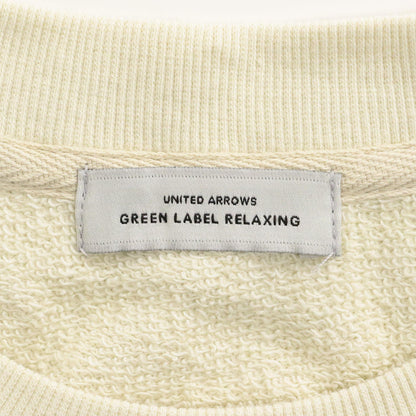 UNITED ARROWS
GREEN LABEL RELAXING